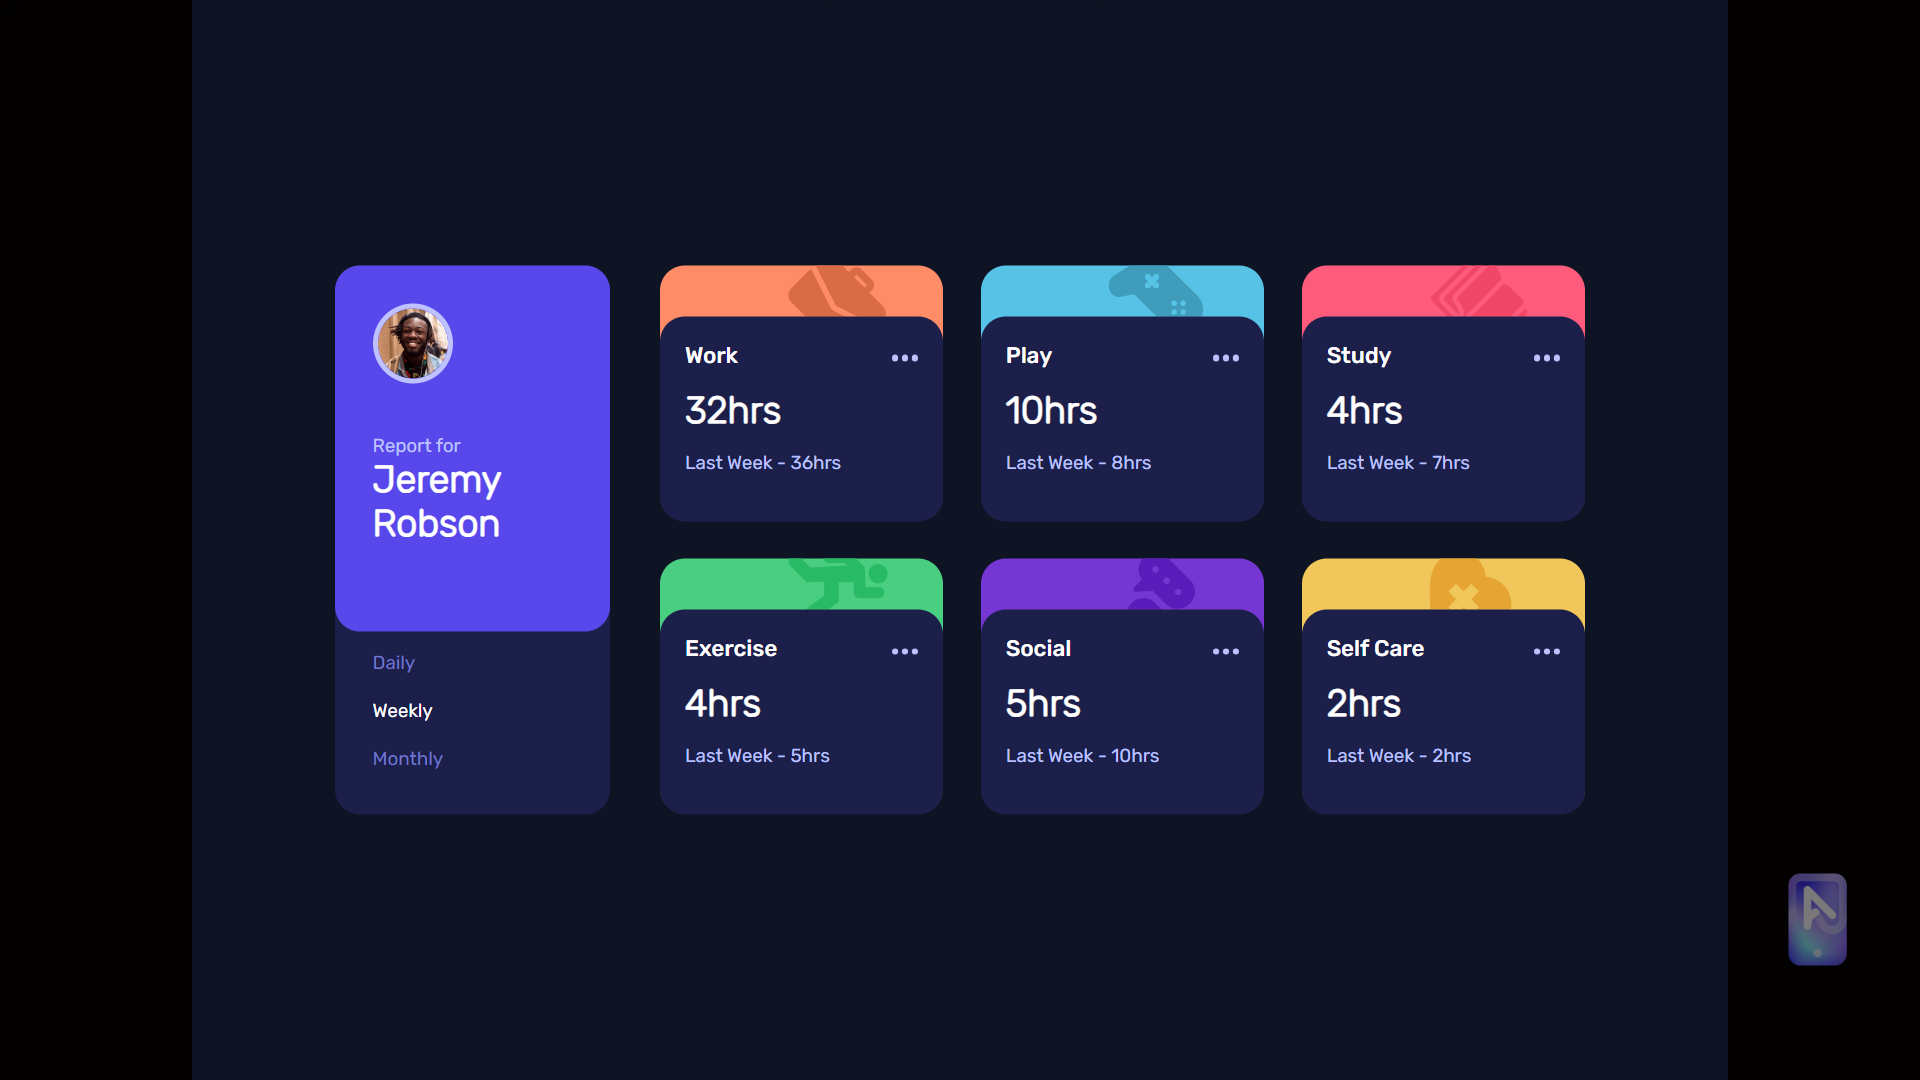 Report for
Jeremy
Robson
Daily
Weekly
Monthly
Work
32hrs
Last Week - 36hrs
Play
10hrs
Last Week - 8hrs
Study
4hrs
Last Week - 7hrs
Exercise
4hrs
Last Week - 5hrs
Social
5hrs
Last Week - 10hrs
Self Care
2hrs
Last Week - 2hrs